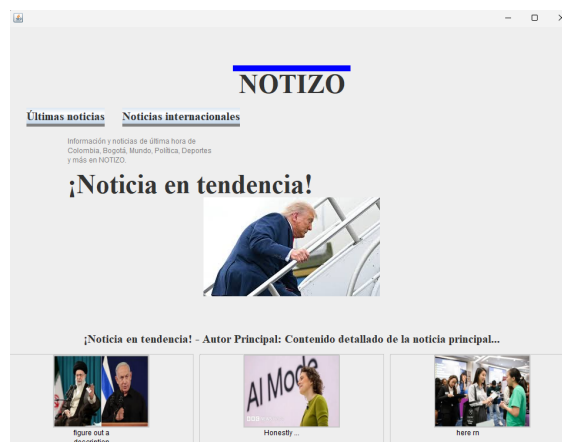 NOTIZO
Últimas noticias
Noticias internacionales
Información y noticias de última hora de
Colombia, Bogotá, Mundo, Política, Deportes
y más en NOTIZO.
¡Noticia en tendencia!
¡Noticia en tendencia! - Autor Principal: Contenido detallado de la noticia principal...
AI Mode
figure out a
description
Honestly ...
here rn